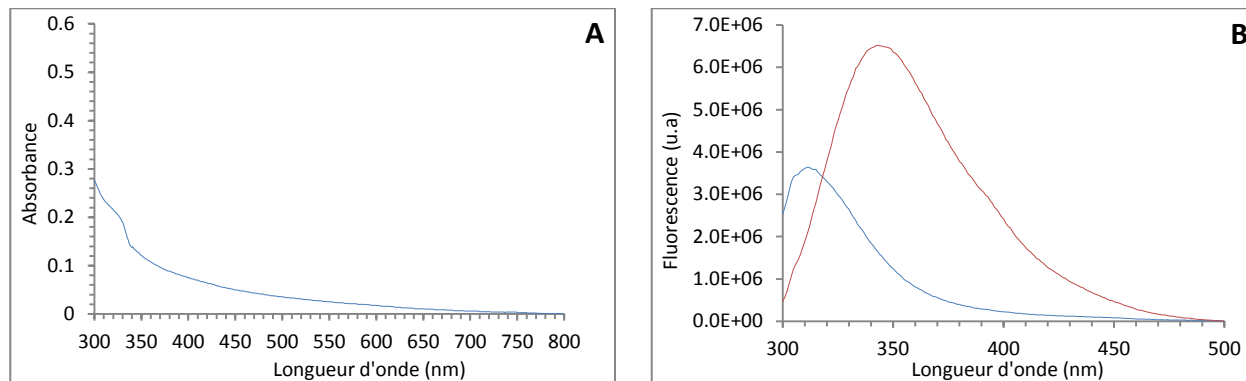 A
0.6
0.5
0.4
0.3
0.2
0.1
0
Absorbance
300 350 400 450 500 550 600 650 700 750 800
Longueur d'onde (nm)
B
7.0E+06
6.0E+06
5.0E+06
4.0E+06
3.0E+06
2.0E+06
1.0E+06
0.0E+00
Fluorescence (u.a)
300 350 400 450 500
Longueur d'onde (nm)